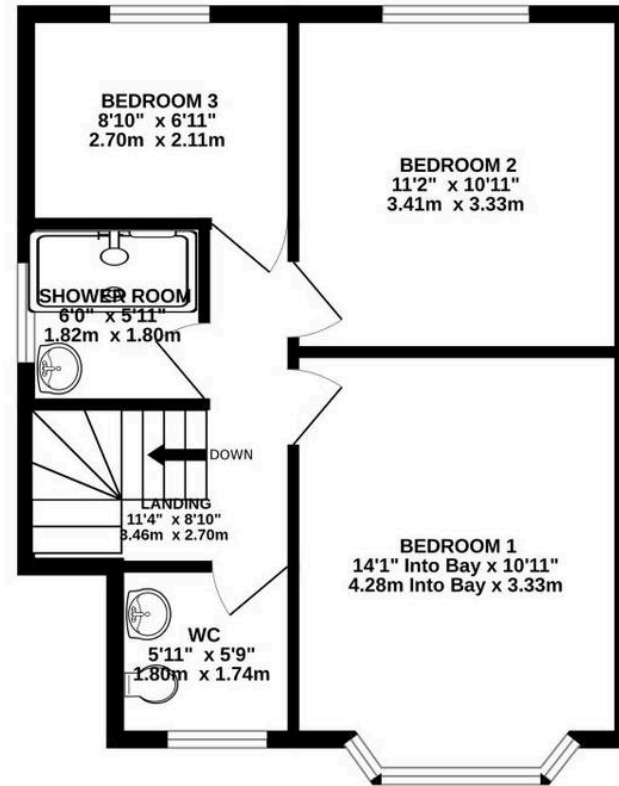 BEDROOM 3
8'10" x 6'11"
2.70m x 2.11m
BEDROOM 2
11'2" x 10'11"
3.41m x 3.33m
SHOWER ROOM
6'0" x 5'11"
1.82m x 1.80m
DOWN
LANDING
11'4" x 8'10"
3.46m x 2.70m
BEDROOM 1
14'1" Into Bay x 10'11"
4.28m Into Bay x 3.33m
WC
5'11" x 5'9"
1.80m x 1.74m